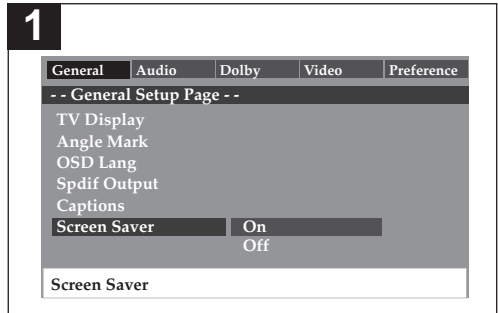 1
General Audio Dolby Video Preference
- - General Setup Page - -
TV Display
Angle Mark
OSD Lang
Spdif Output
Captions
Screen Saver On
Off
Screen Saver